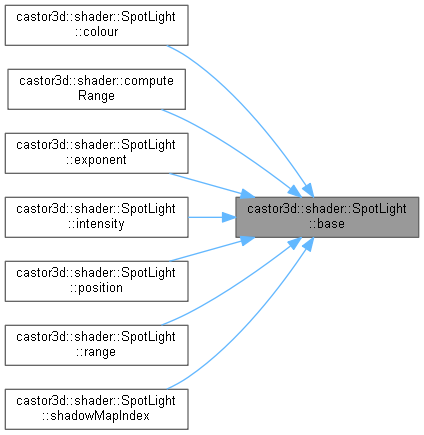 castor3d::shader::SpotLight
::colour
castor3d::shader::compute
Range
castor3d::shader::SpotLight
::exponent
castor3d::shader::SpotLight
::intensity
castor3d::shader::SpotLight
::position
castor3d::shader::SpotLight
::range
castor3d::shader::SpotLight
::shadowMapIndex
castor3d::shader::SpotLight
::base